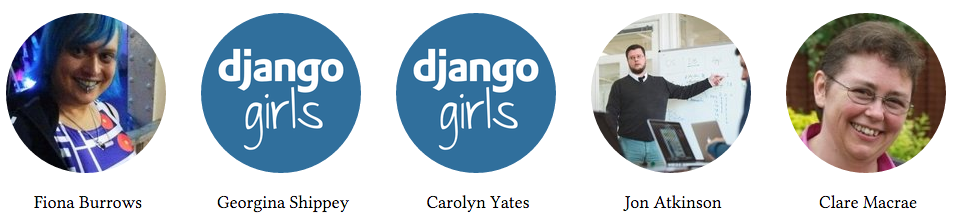 django
girls
django
girls
Fiona Burrows
Georgina Shippey
Carolyn Yates
Jon Atkinson
Clare Macrae